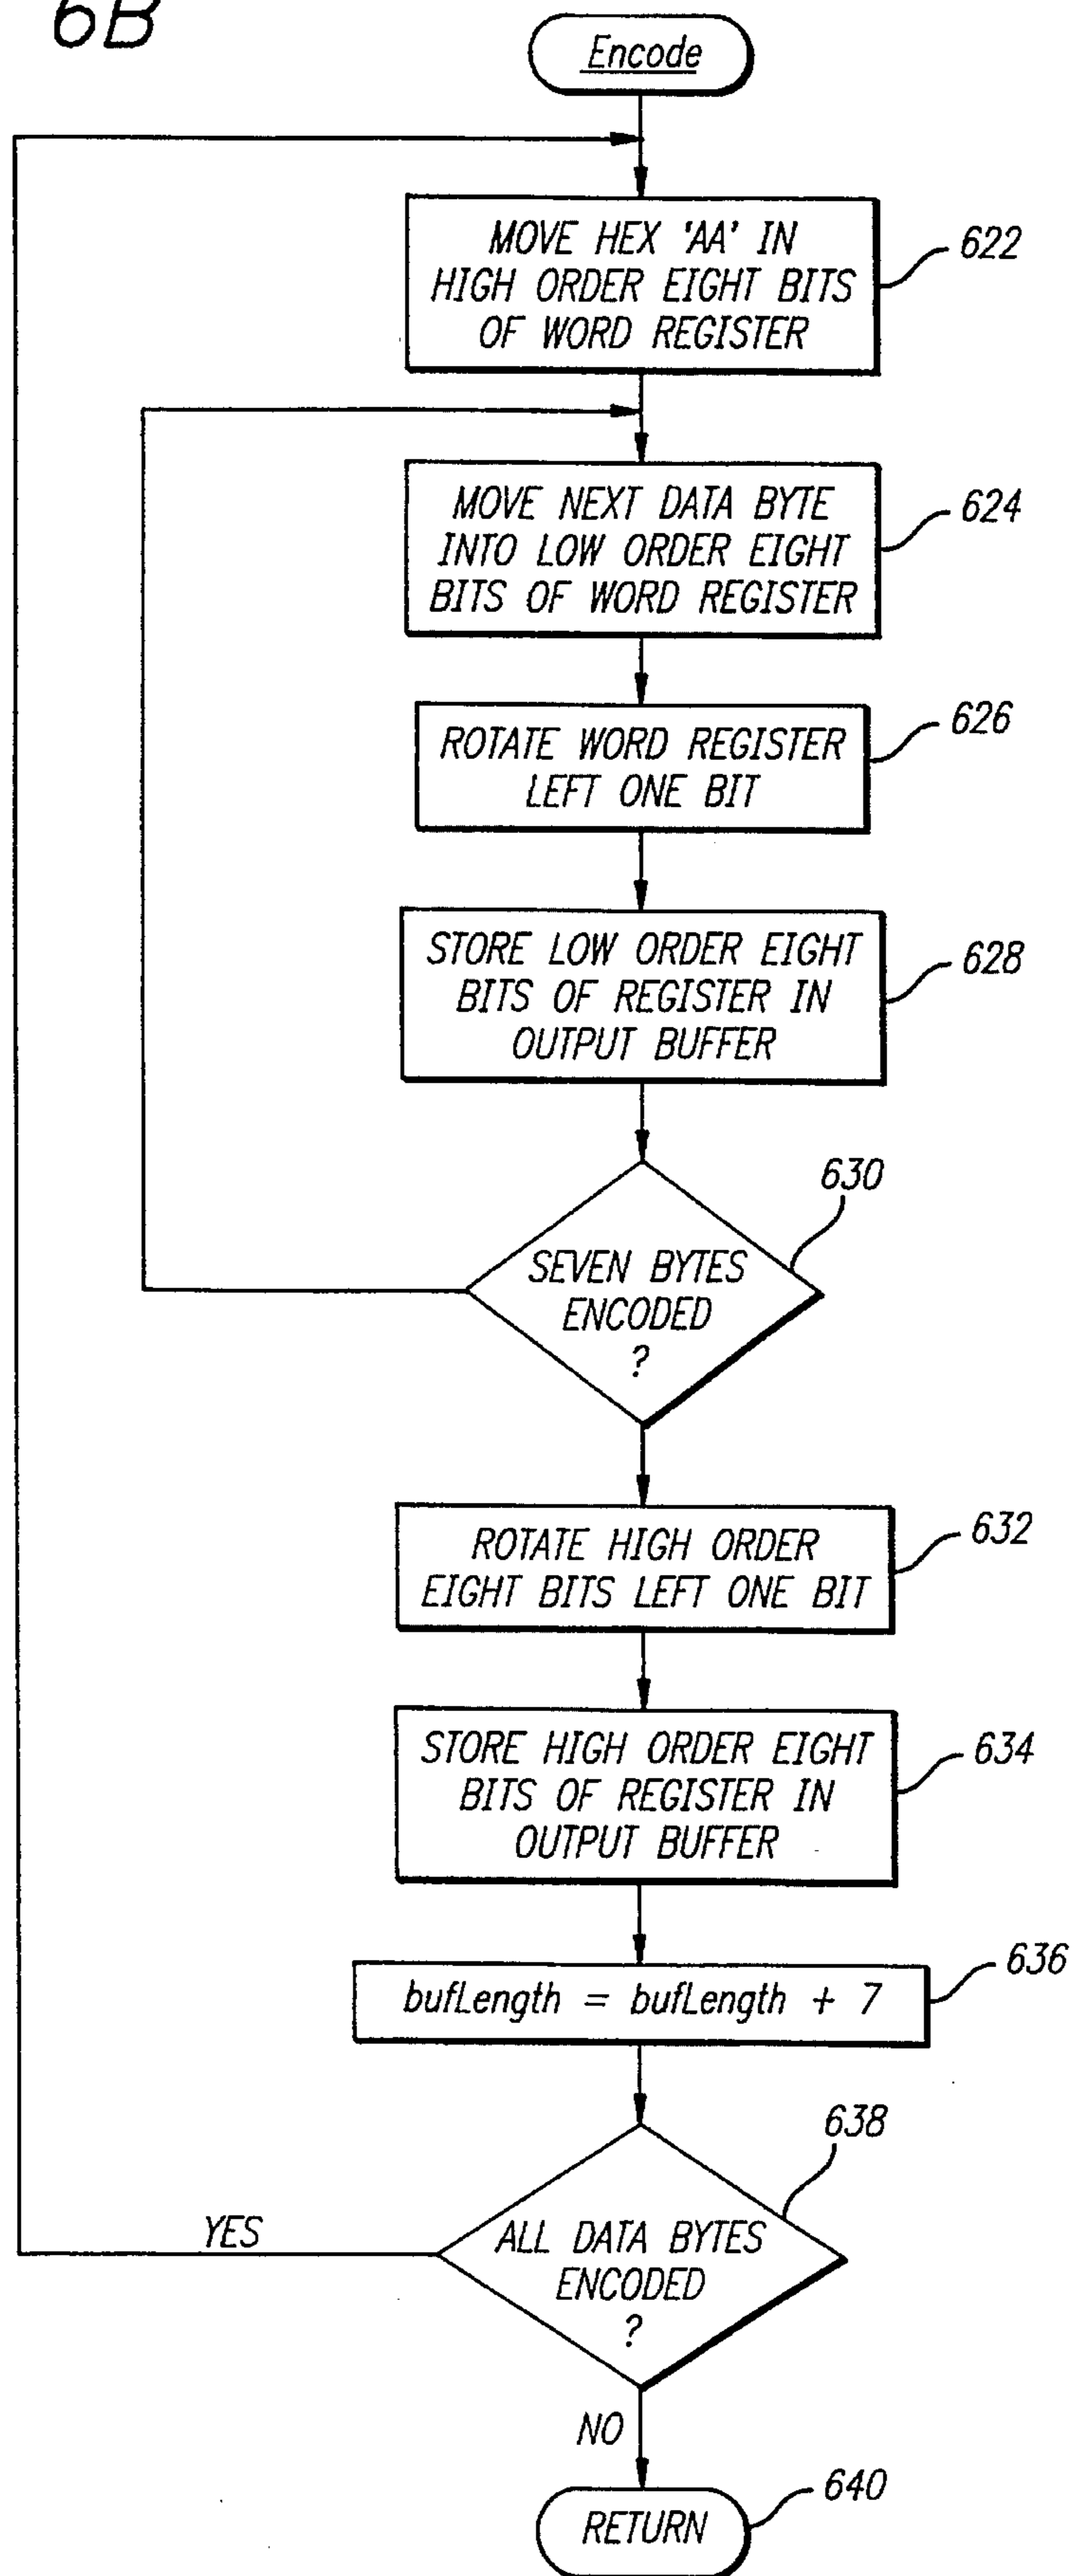 6B
Encode
MOVE HEX 'AA' IN
HIGH ORDER EIGHT BITS
OF WORD REGISTER
622
MOVE NEXT DATA BYTE
INTO LOW ORDER EIGHT
BITS OF WORD REGISTER
624
ROTATE WORD REGISTER
LEFT ONE BIT
626
STORE LOW ORDER EIGHT
BITS OF REGISTER IN
OUTPUT BUFFER
628
SEVEN BYTES
ENCODED
?
630
ROTATE HIGH ORDER
EIGHT BITS LEFT ONE BIT
632
STORE HIGH ORDER EIGHT
BITS OF REGISTER IN
OUTPUT BUFFER
634
bufLength = bufLength + 7
636
ALL DATA BYTES
ENCODED
?
638
YES
NO
RETURN
640